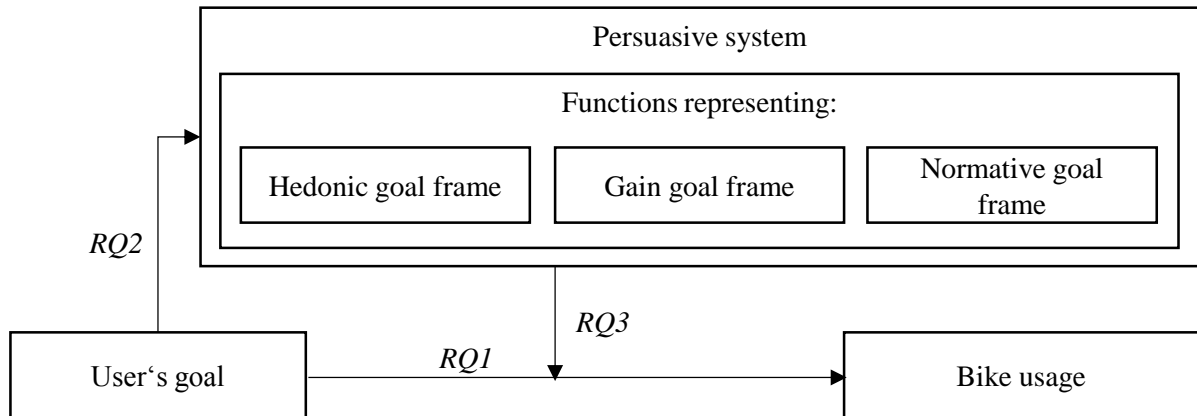 Persuasive system
Functions representing:
Hedonic goal frame
Gain goal frame
Normative goal
frame
RQ2
RQ3
RQ1
User‘s goal
Bike usage